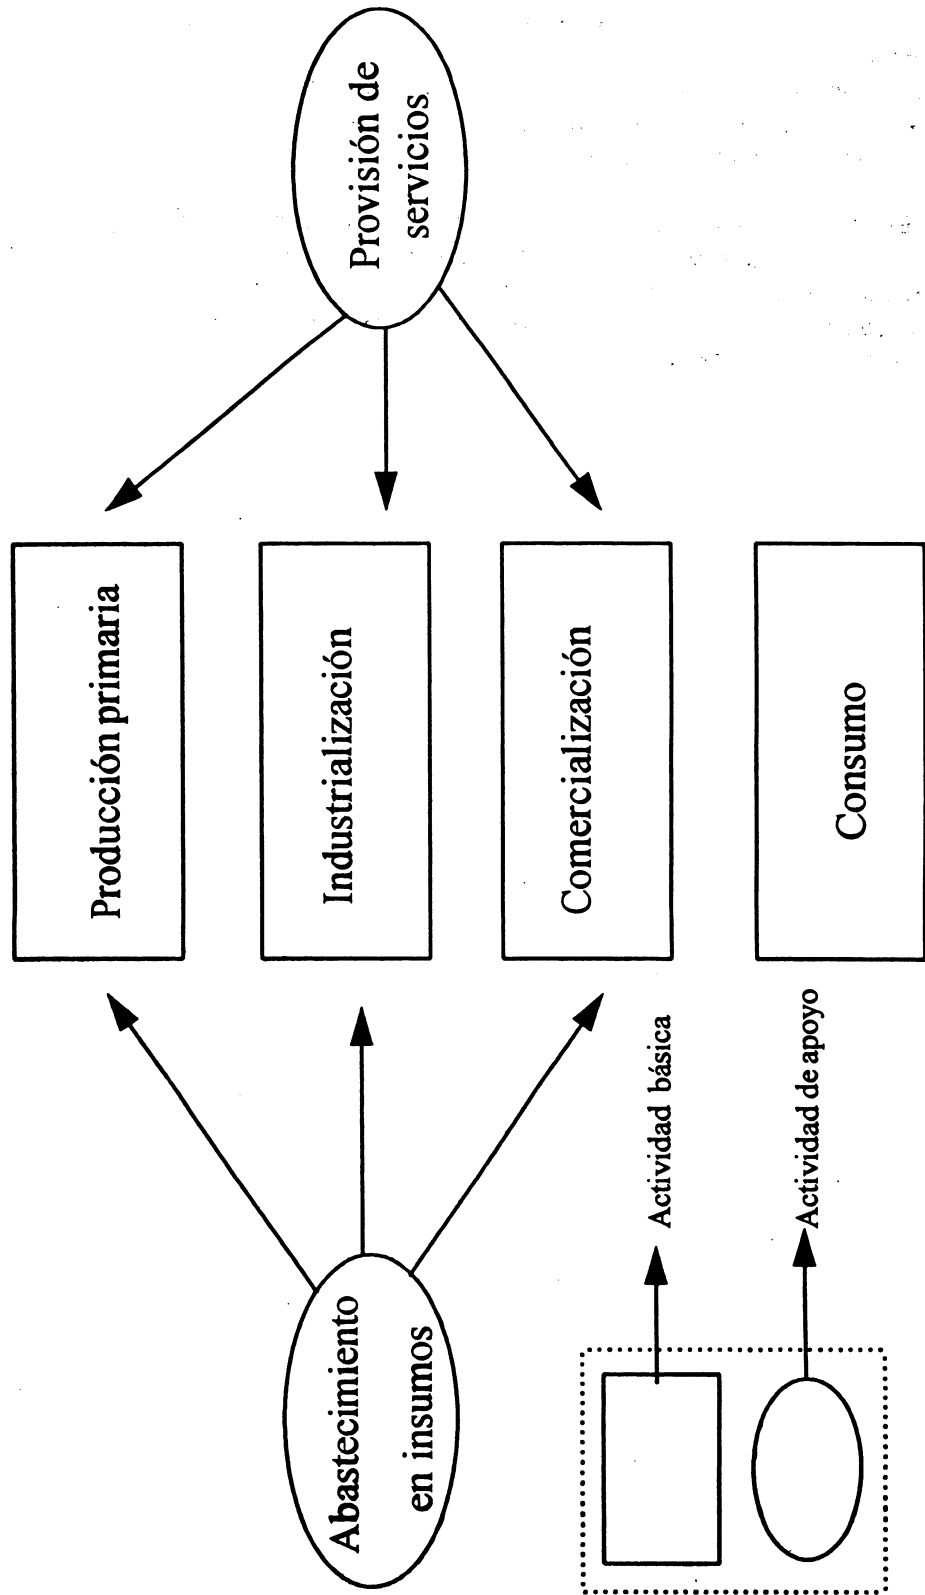 Producción primaria
Industrialización
Comercialización
Consumo
Abastecimiento
en insumos
Provisión de
servicios
Actividad básica
Actividad de apoyo